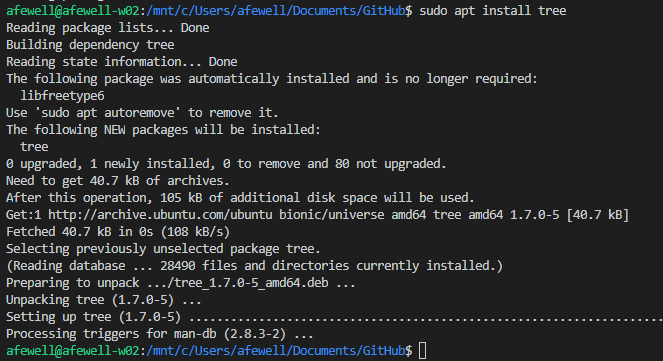 afewell@afewell-w02:/mnt/c/Users/afewell/Documents/GitHub$ sudo apt install tree
Reading package lists... Done
Building dependency tree
Reading state information... Done
The following package was automatically installed and is no longer required:
  libfreetype6
Use 'sudo apt autoremove' to remove it.
The following NEW packages will be installed:
  tree
0 upgraded, 1 newly installed, 0 to remove and 80 not upgraded.
Need to get 40.7 kB of archives.
After this operation, 105 kB of additional disk space will be used.
Get:1 http://archive.ubuntu.com/ubuntu bionic/universe amd64 tree amd64 1.7.0-5 [40.7 kB]
Fetched 40.7 kB in 0s (108 kB/s)
Selecting previously unselected package tree.
(Reading database ... 28490 files and directories currently installed.)
Preparing to unpack .../tree_1.7.0-5_amd64.deb ...
Unpacking tree (1.7.0-5) ...
Setting up tree (1.7.0-5) ....................................................................
Processing triggers for man-db (2.8.3-2) ...
afewell@afewell-w02:/mnt/c/Users/afewell/Documents/GitHub$